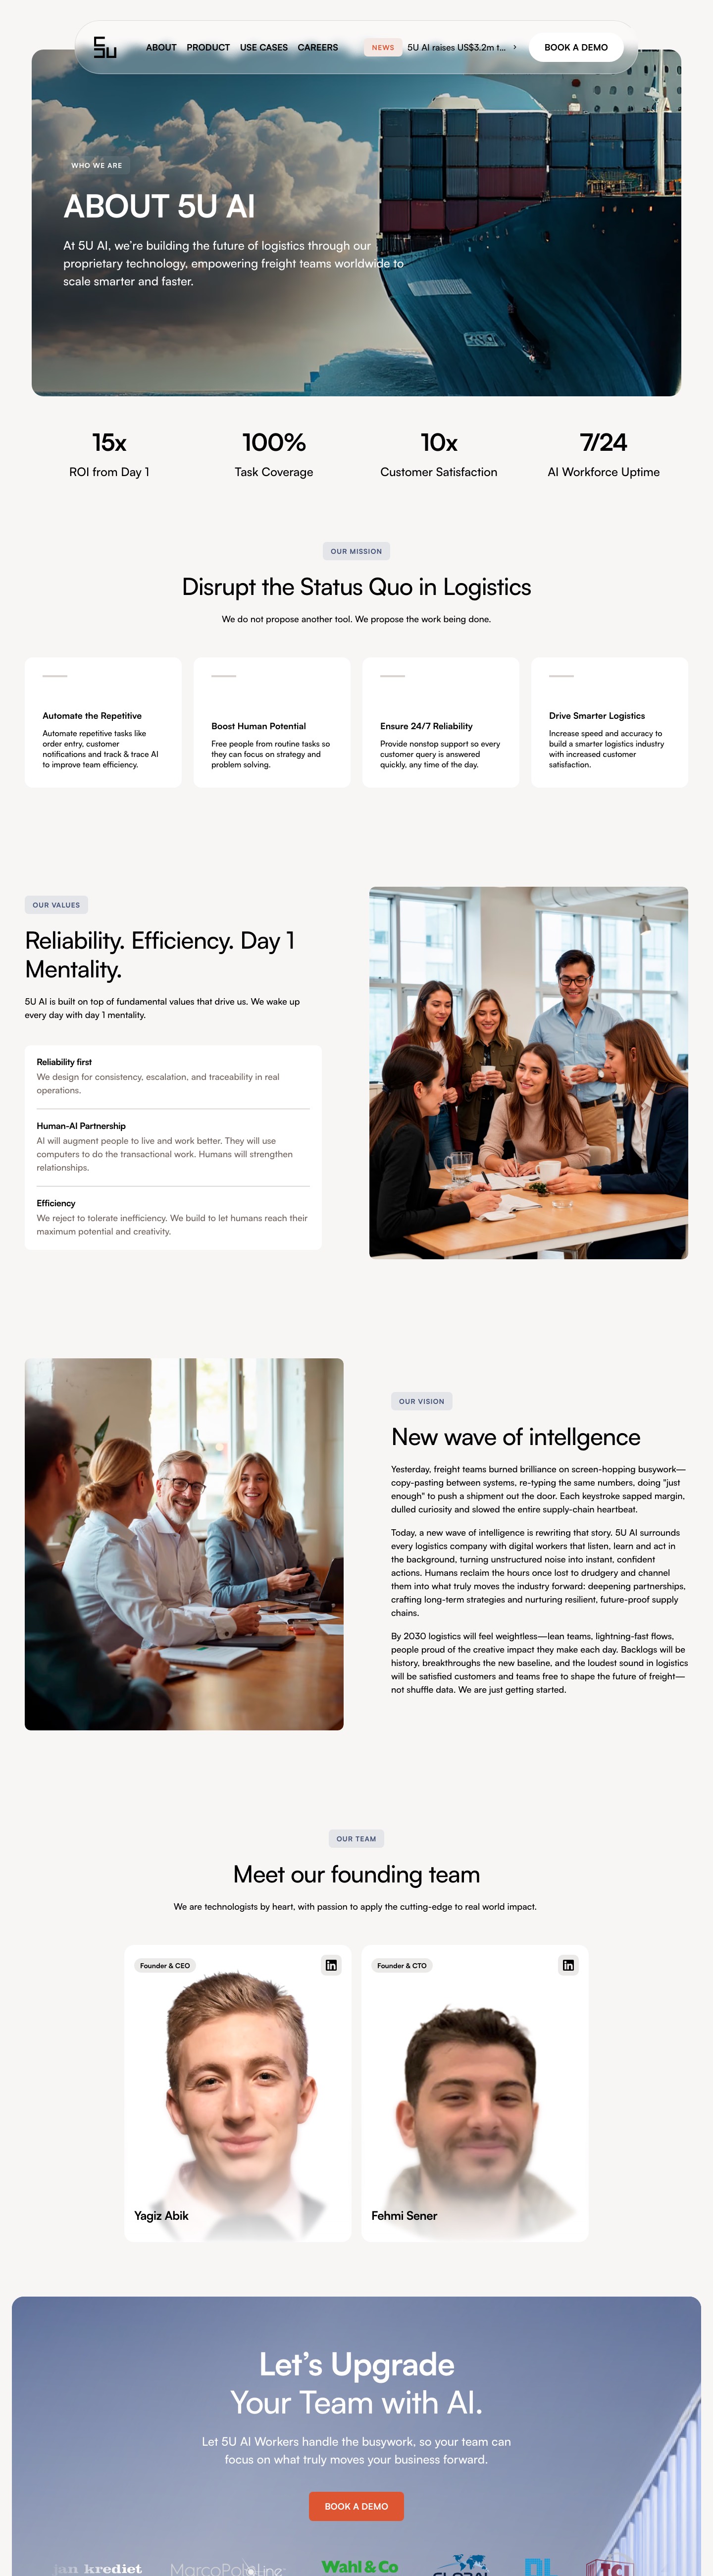 5u
ABOUT PRODUCT USE CASES CAREERS NEWS 5U AI raises US$3.2m t... BOOK A DEMO
WHO WE ARE
ABOUT 5U AI
At 5U AI, we're building the future of logistics through our
proprietary technology, empowering freight teams worldwide to
scale smarter and faster.
15x
ROI from Day 1
100%
Task Coverage
10x
Customer Satisfaction
7/24
AI Workforce Uptime
OUR MISSION
Disrupt the Status Quo in Logistics
We do not propose another tool. We propose the work being done.
Automate the Repetitive
Automate repetitive tasks like
order entry, customer
notifications and track & trace AI
to improve team efficiency.
Boost Human Potential
Free people from routine tasks so
they can focus on strategy and
problem solving.
Ensure 24/7 Reliability
Provide nonstop support so every
customer query is answered
quickly, any time of the day.
Drive Smarter Logistics
Increase speed and accuracy to
build a smarter logistics industry
with increased customer
satisfaction.
OUR VALUES
Reliability. Efficiency. Day 1
Mentality.
5U AI is built on top of fundamental values that drive us. We wake up
every day with day 1 mentality.
Reliability first
We design for consistency, escalation, and traceability in real
operations.
Human-AI Partnership
AI will augment people to live and work better. They will use
computers to do the transactional work. Humans will strengthen
relationships.
Efficiency
We reject to tolerate inefficiency. We build to let humans reach their
maximum potential and creativity.
OUR VISION
New wave of intellgence
Yesterday, freight teams burned brilliance on screen-hopping busywork—
copy-pasting between systems, re-typing the same numbers, doing "just
enough" to push a shipment out the door. Each keystroke sapped margin,
dulled curiosity and slowed the entire supply-chain heartbeat.
Today, a new wave of intelligence is rewriting that story. 5U AI surrounds
every logistics company with digital workers that listen, learn and act in
the background, turning unstructured noise into instant, confident
actions. Humans reclaim the hours once lost to drudgery and channel
them into what truly moves the industry forward: deepening partnerships,
crafting long-term strategies and nurturing resilient, future-proof supply
chains.
By 2030 logistics will feel weightless—lean teams, lightning-fast flows,
people proud of the creative impact they make each day. Backlogs will be
history, breakthroughs the new baseline, and the loudest sound in logistics
will be satisfied customers and teams free to shape the future of freight—
not shuffle data. We are just getting started.
OUR TEAM
Meet our founding team
We are technologists by heart, with passion to apply the cutting-edge to real world impact.
Founder & CEO
in
Yagiz Abik
Founder & CTO
in
Fehmi Sener
Let's Upgrade
Your Team with AI.
Let 5U AI Workers handle the busywork, so your team can
focus on what truly moves your business forward.
BOOK A DEMO
jan krediet MarcoPoloLine Wahl & Co GLOBAL TCL